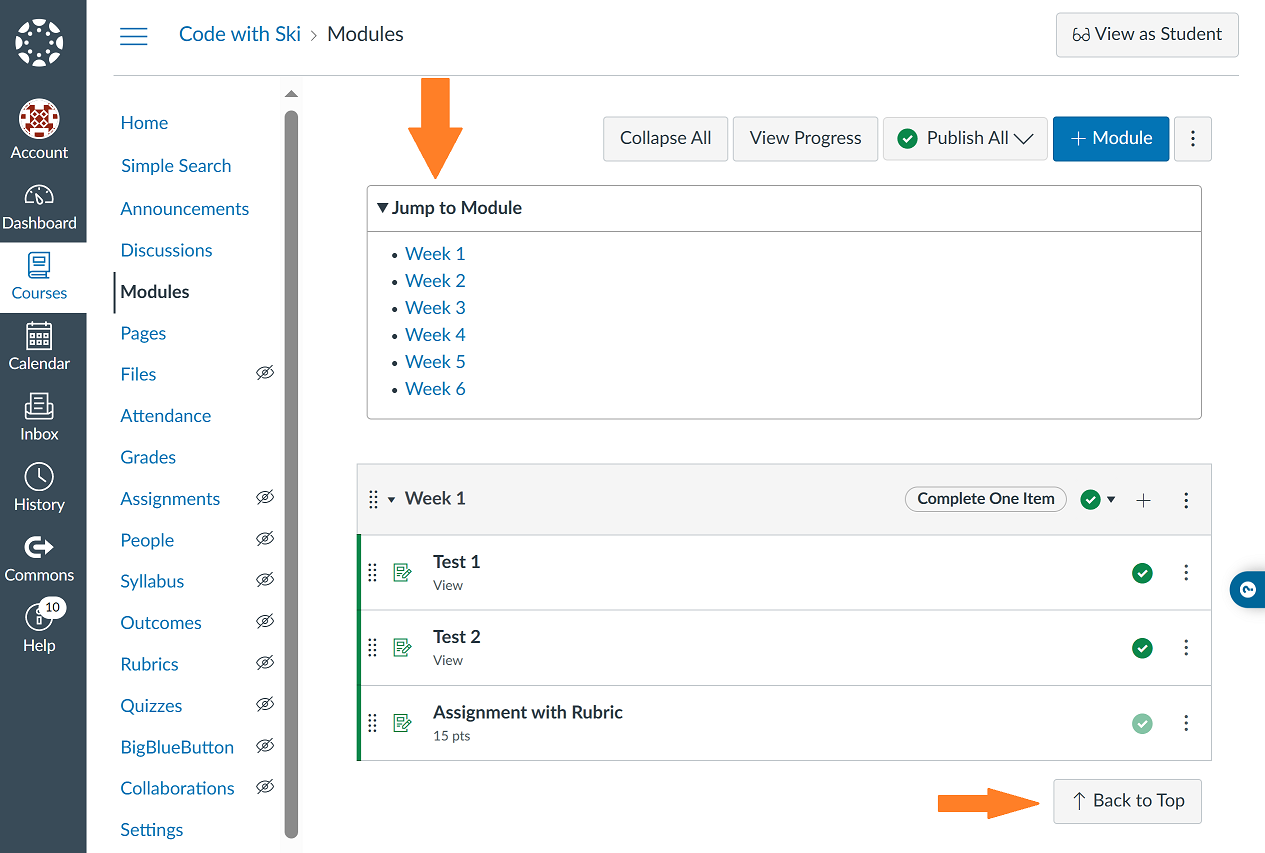 Code with Ski > Modules
View as Student
Account
Dashboard
Courses
Calendar
Inbox
History
Commons
10
Help
Home
Simple Search
Announcements
Discussions
Modules
Pages
Files
Attendance
Grades
Assignments
People
Syllabus
Outcomes
Rubrics
Quizzes
BigBlueButton
Collaborations
Settings
Collapse All
View Progress
Publish All
+ Module
Jump to Module
Week 1
Week 2
Week 3
Week 4
Week 5
Week 6
Week 1
Complete One Item
Test 1
View
Test 2
View
Assignment with Rubric
15 pts
↑ Back to Top